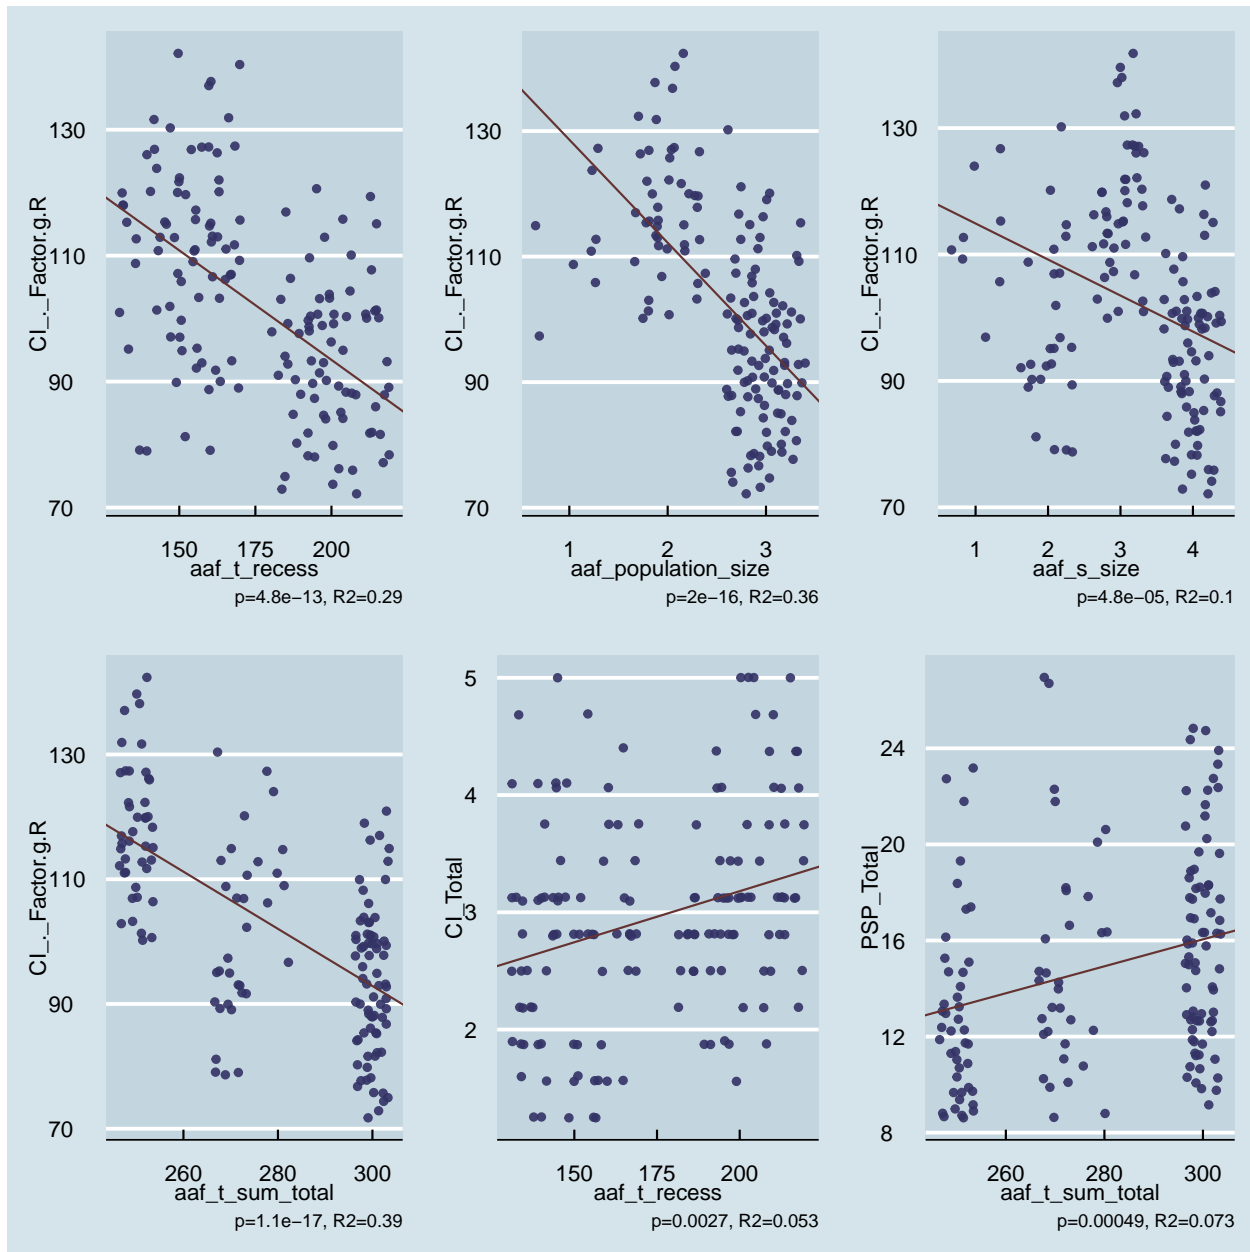 CI_._Factor.g.R
130
110
90
70
150 175 200
aaf_t_recess
p=4.8e−13, R2=0.29
CI_._Factor.g.R
130
110
90
70
1 2 3
aaf_population_size
p=2e−16, R2=0.36
CI_._Factor.g.R
130
110
90
70
1 2 3 4
aaf_s_size
p=4.8e−05, R2=0.1
CI_._Factor.g.R
130
110
90
70
260 280 300
aaf_t_sum_total
p=1.1e−17, R2=0.39
CI_Total
5
4
3
2
150 175 200
aaf_t_recess
p=0.0027, R2=0.053
PSP_Total
24
20
16
12
8
260 280 300
aaf_t_sum_total
p=0.00049, R2=0.073